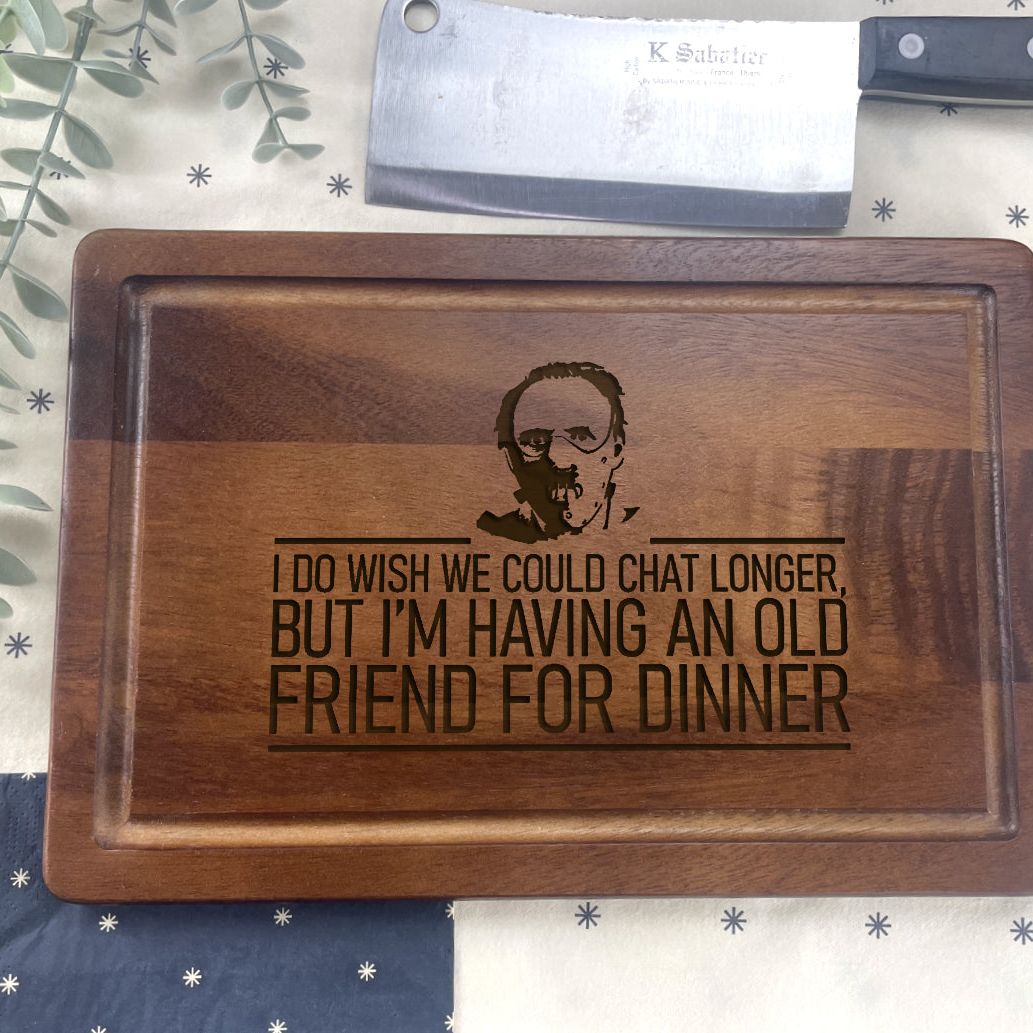 K Sabatier
I DO WISH WE COULD CHAT LONGER,
BUT I'M HAVING AN OLD
FRIEND FOR DINNER